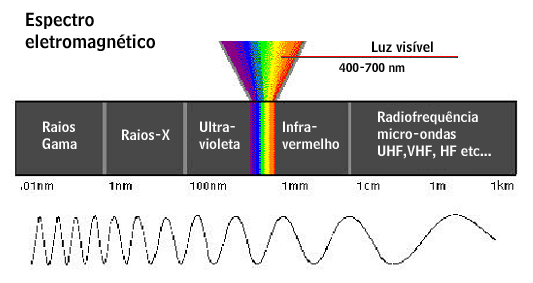 Espectro
eletromagnético
Luz visível
400-700 nm
Raios
Gama
Raios-X
Ultra-
violeta
Infra-
vermelho
Radiofrequência
micro-ondas
UHF,VHF, HF etc...
.01nm 1nm 100nm 1mm 1cm 1m 1km